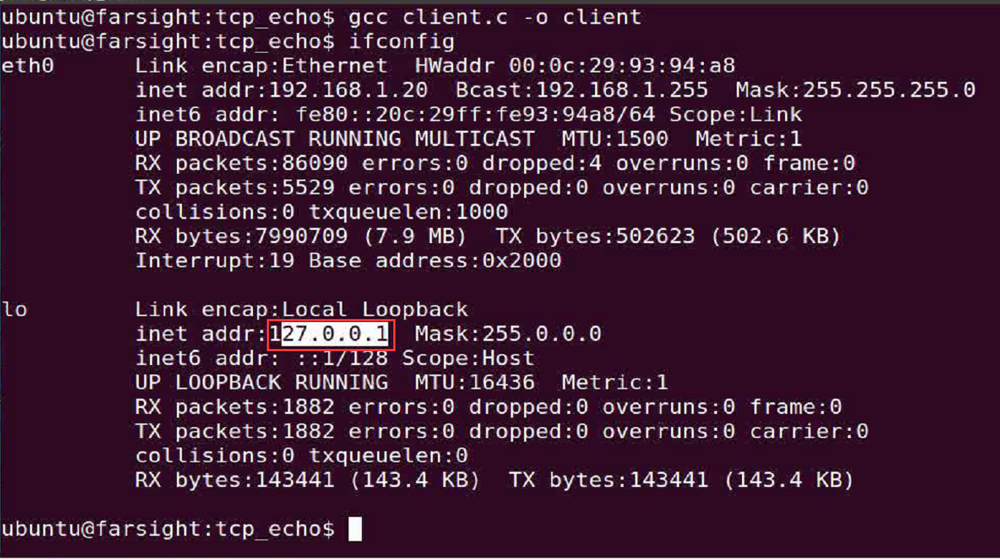 ubuntu@farsight:tcp_echo$ gcc client.c -o client
ubuntu@farsight:tcp_echo$ ifconfig
eth0      Link encap:Ethernet  HWaddr 00:0c:29:93:94:a8
          inet addr:192.168.1.20  Bcast:192.168.1.255  Mask:255.255.255.0
          inet6 addr: fe80::20c:29ff:fe93:94a8/64 Scope:Link
          UP BROADCAST RUNNING MULTICAST  MTU:1500  Metric:1
          RX packets:86090 errors:0 dropped:4 overruns:0 frame:0
          TX packets:5529 errors:0 dropped:0 overruns:0 carrier:0
          collisions:0 txqueuelen:1000
          RX bytes:7990709 (7.9 MB)  TX bytes:502623 (502.6 KB)
          Interrupt:19 Base address:0x2000
lo        Link encap:Local Loopback
          inet addr:127.0.0.1  Mask:255.0.0.0
          inet6 addr: ::1/128 Scope:Host
          UP LOOPBACK RUNNING  MTU:16436  Metric:1
          RX packets:1882 errors:0 dropped:0 overruns:0 frame:0
          TX packets:1882 errors:0 dropped:0 overruns:0 carrier:0
          collisions:0 txqueuelen:0
          RX bytes:143441 (143.4 KB)  TX bytes:143441 (143.4 KB)
ubuntu@farsight:tcp_echo$